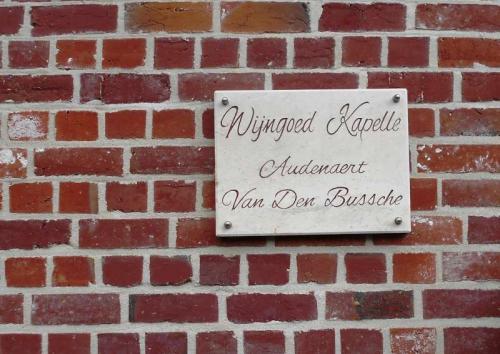 Wijngoed Kapelle
Audenaert
Van Den Bussche